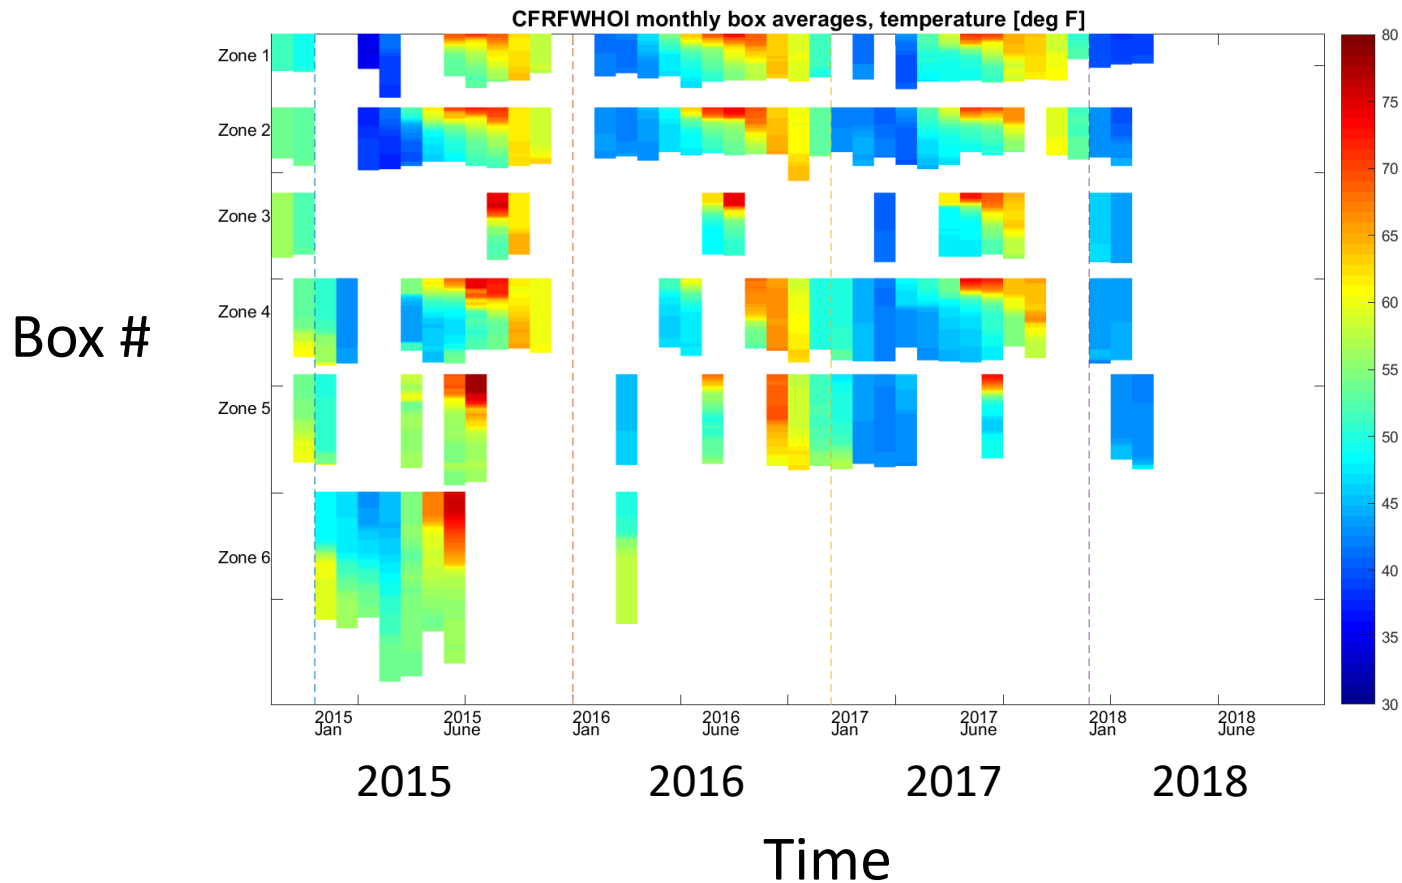 CFRFWHOI monthly box averages, temperature [deg F]
Zone 1
Zone 2
Zone 3
Zone 4
Zone 5
Zone 6
Box #
80
75
70
65
60
55
50
45
40
35
30
2015 2015 2016 2016 2017 2017 2018 2018
Jan June Jan June Jan June Jan June
2015 2016 2017 2018
Time